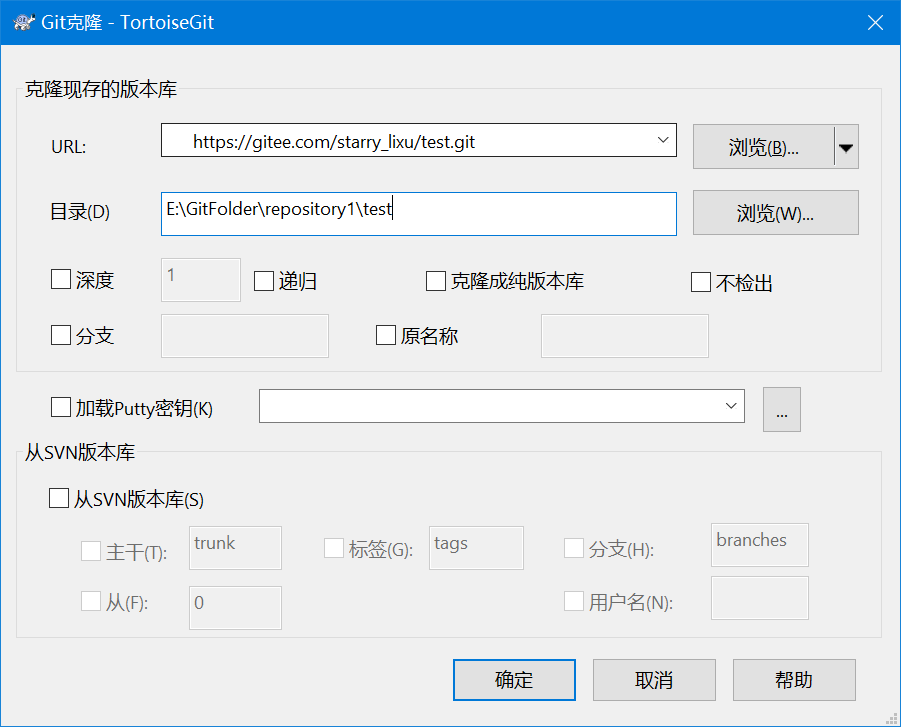 Git克隆 - TortoiseGit
克隆现存的版本库
URL: https://gitee.com/starry_lixu/test.git 浏览(B)...
目录(D) E:\GitFolder\repository1\test 浏览(W)...
深度 1 递归 克隆成纯版本库 不检出
分支 原名称
加载Putty密钥(K) ...
从SVN版本库
从SVN版本库(S)
主干(T): trunk 标签(G): tags 分支(H): branches
从(F): 0 用户名(N):
确定 取消 帮助